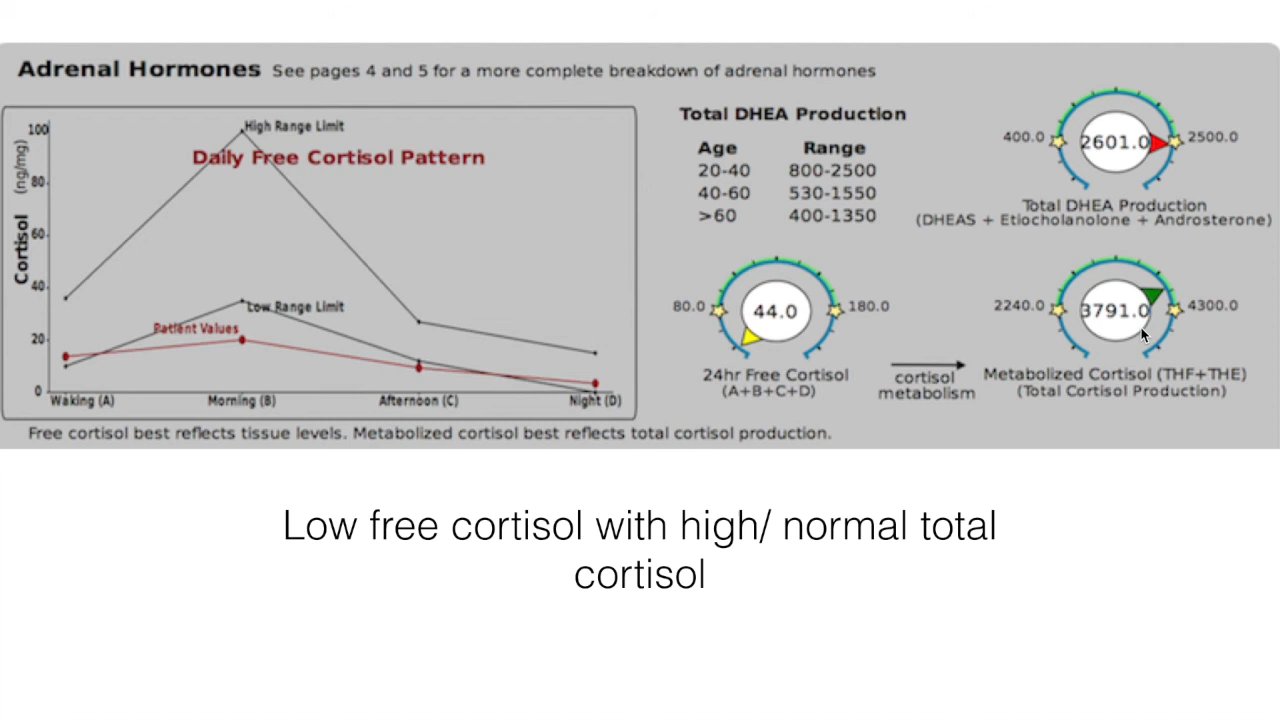 Adrenal Hormones See pages 4 and 5 for a more complete breakdown of adrenal hormones
Daily Free Cortisol Pattern
High Range Limit
Low Range Limit
Patient Values
Cortisol (ng/mg)
100
80
60
40
20
0
Waking (A) Morning (B) Afternoon (C) Night (D)
Total DHEA Production
Age Range
20-40 800-2500
40-60 530-1550
>60 400-1350
400.0 2601.0 2500.0
Total DHEA Production
(DHEAS + Etiocholanolone + Androsterone)
80.0 44.0 180.0
24hr Free Cortisol
(A+B+C+D)
cortisol
metabolism
2240.0 3791.0 4300.0
Metabolized Cortisol (THF+THE)
(Total Cortisol Production)
Free cortisol best reflects tissue levels. Metabolized cortisol best reflects total cortisol production.
Low free cortisol with high/ normal total
cortisol